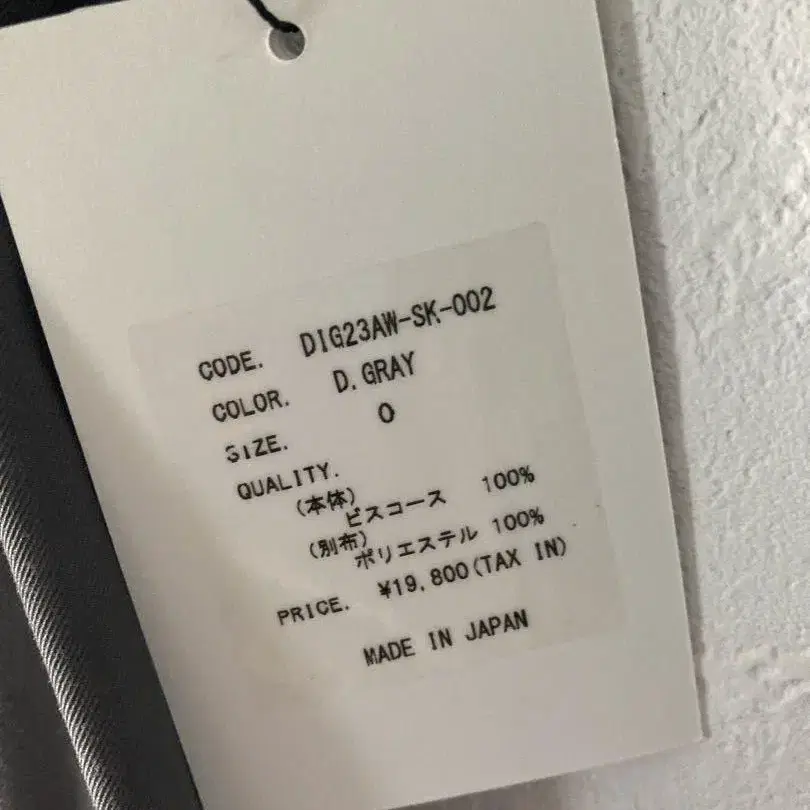 CODE. DIG23AW-SK-002
COLOR. D.GRAY
SIZE. 0
QUALITY.
(本体)
ビスコース 100%
(別布)
ポリエステル 100%
PRICE. ¥19,800(TAX IN)
MADE IN JAPAN